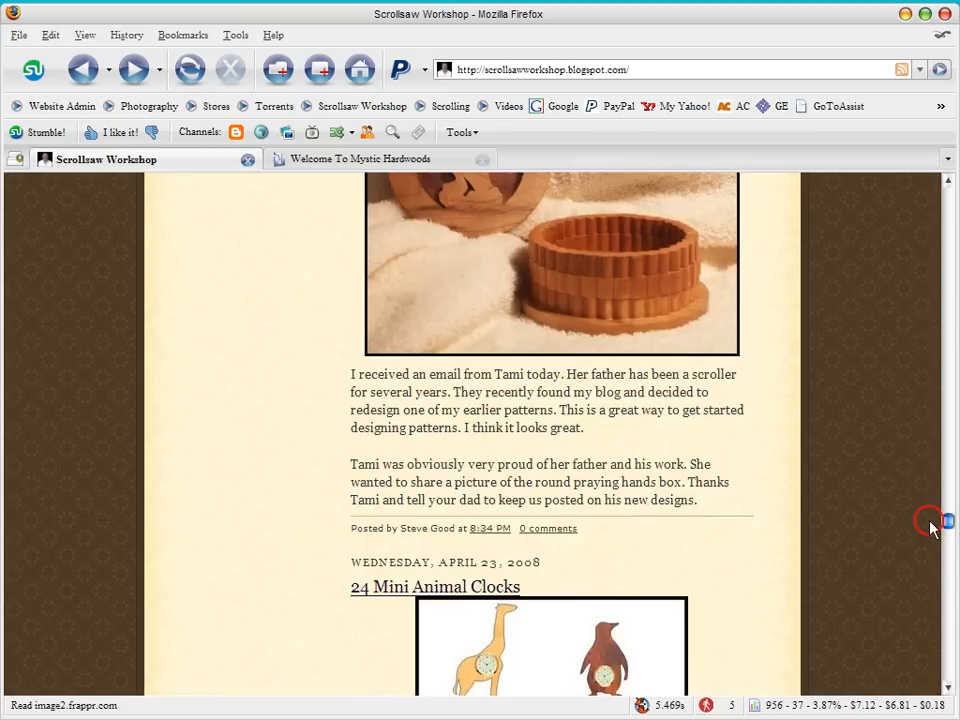 Scrollsaw Workshop - Mozilla Firefox
File Edit View History Bookmarks Tools Help
http://scrollsawworkshop.blogspot.com/
Website Admin Photography Stores Torrents Scrollsaw Workshop Scrolling Videos Google PayPal My Yahoo! AC GE GoToAssist »
Stumble! I like it! Channels: Tools
Scrollsaw Workshop Welcome To Mystic Hardwoods
I received an email from Tami today. Her father has been a scroller
for several years. They recently found my blog and decided to
redesign one of my earlier patterns. This is a great way to get started
designing patterns. I think it looks great.
Tami was obviously very proud of her father and his work. She
wanted to share a picture of the round praying hands box. Thanks
Tami and tell your dad to keep us posted on his new designs.
Posted by Steve Good at 8:34 PM 0 comments
WEDNESDAY, APRIL 23, 2008
24 Mini Animal Clocks
Read image2.frappr.com 5.469s 5 956 - 37 - 3.87% - $7.12 - $6.81 - $0.18